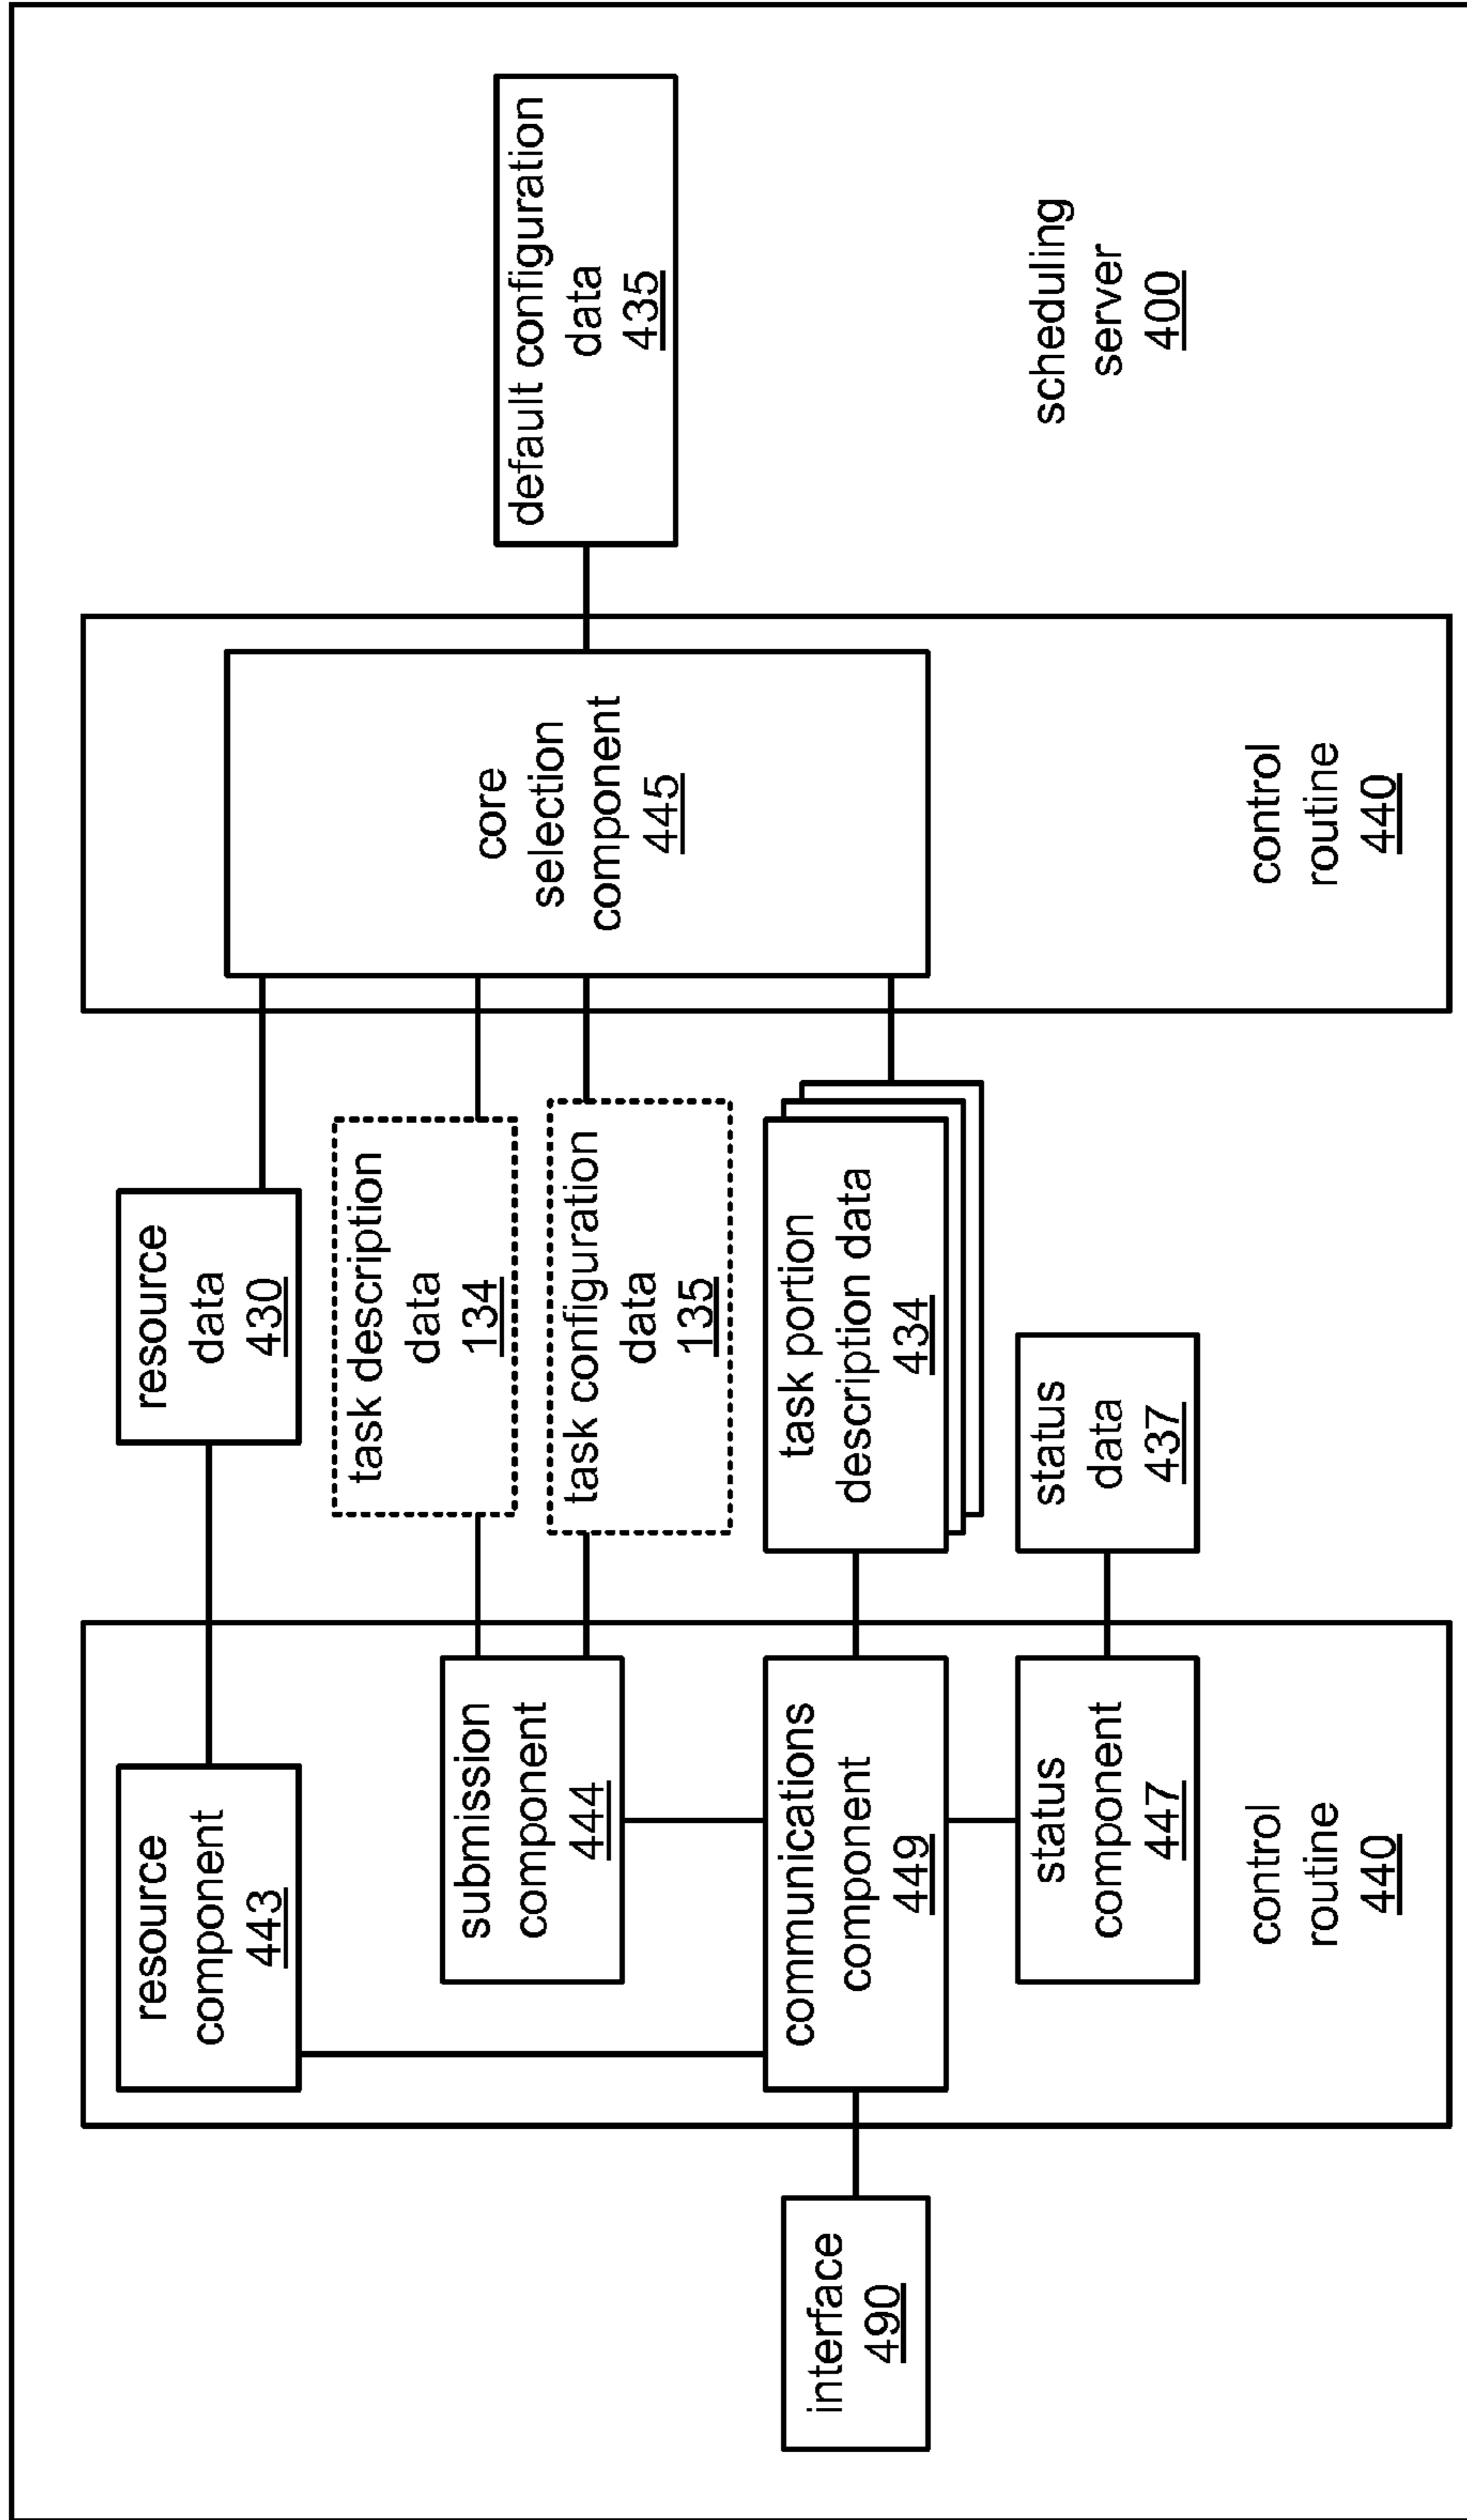 resource
component
443
submission
component
444
communications
component
449
status
component
447
control
routine
440
interface
490
resource
data
430
task description
data
134
task configuration
data
135
task portion
description data
434
status
data
437
core
selection
component
445
control
routine
440
default configuration
data
435
scheduling
server
400